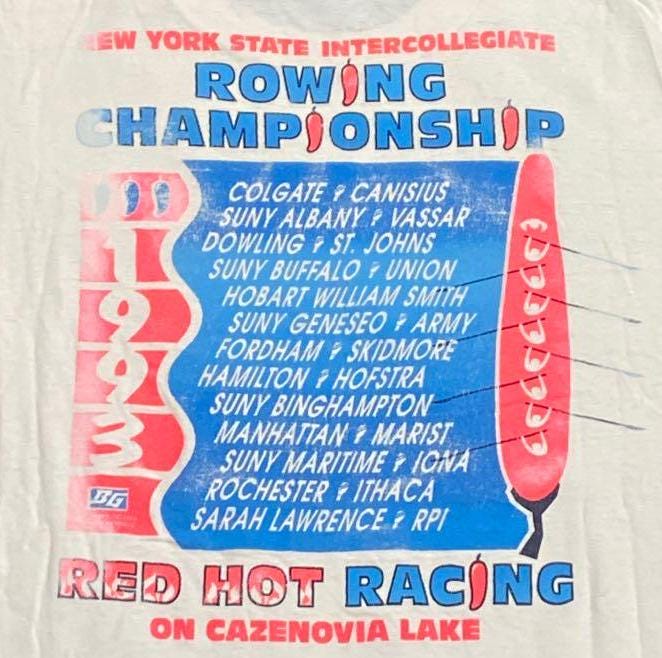 NEW YORK STATE INTERCOLLEGIATE
ROWING
CHAMPIONSHIP
1993
COLGATE CANISIUS
SUNY ALBANY VASSAR
DOWLING ST. JOHNS
SUNY BUFFALO UNION
HOBART WILLIAM SMITH
SUNY GENESEO ARMY
FORDHAM SKIDMORE
HAMILTON HOFSTRA
SUNY BINGHAMPTON
MANHATTAN MARIST
SUNY MARITIME IONA
ROCHESTER ITHACA
SARAH LAWRENCE RPI
BG
RED HOT RACING
ON CAZENOVIA LAKE